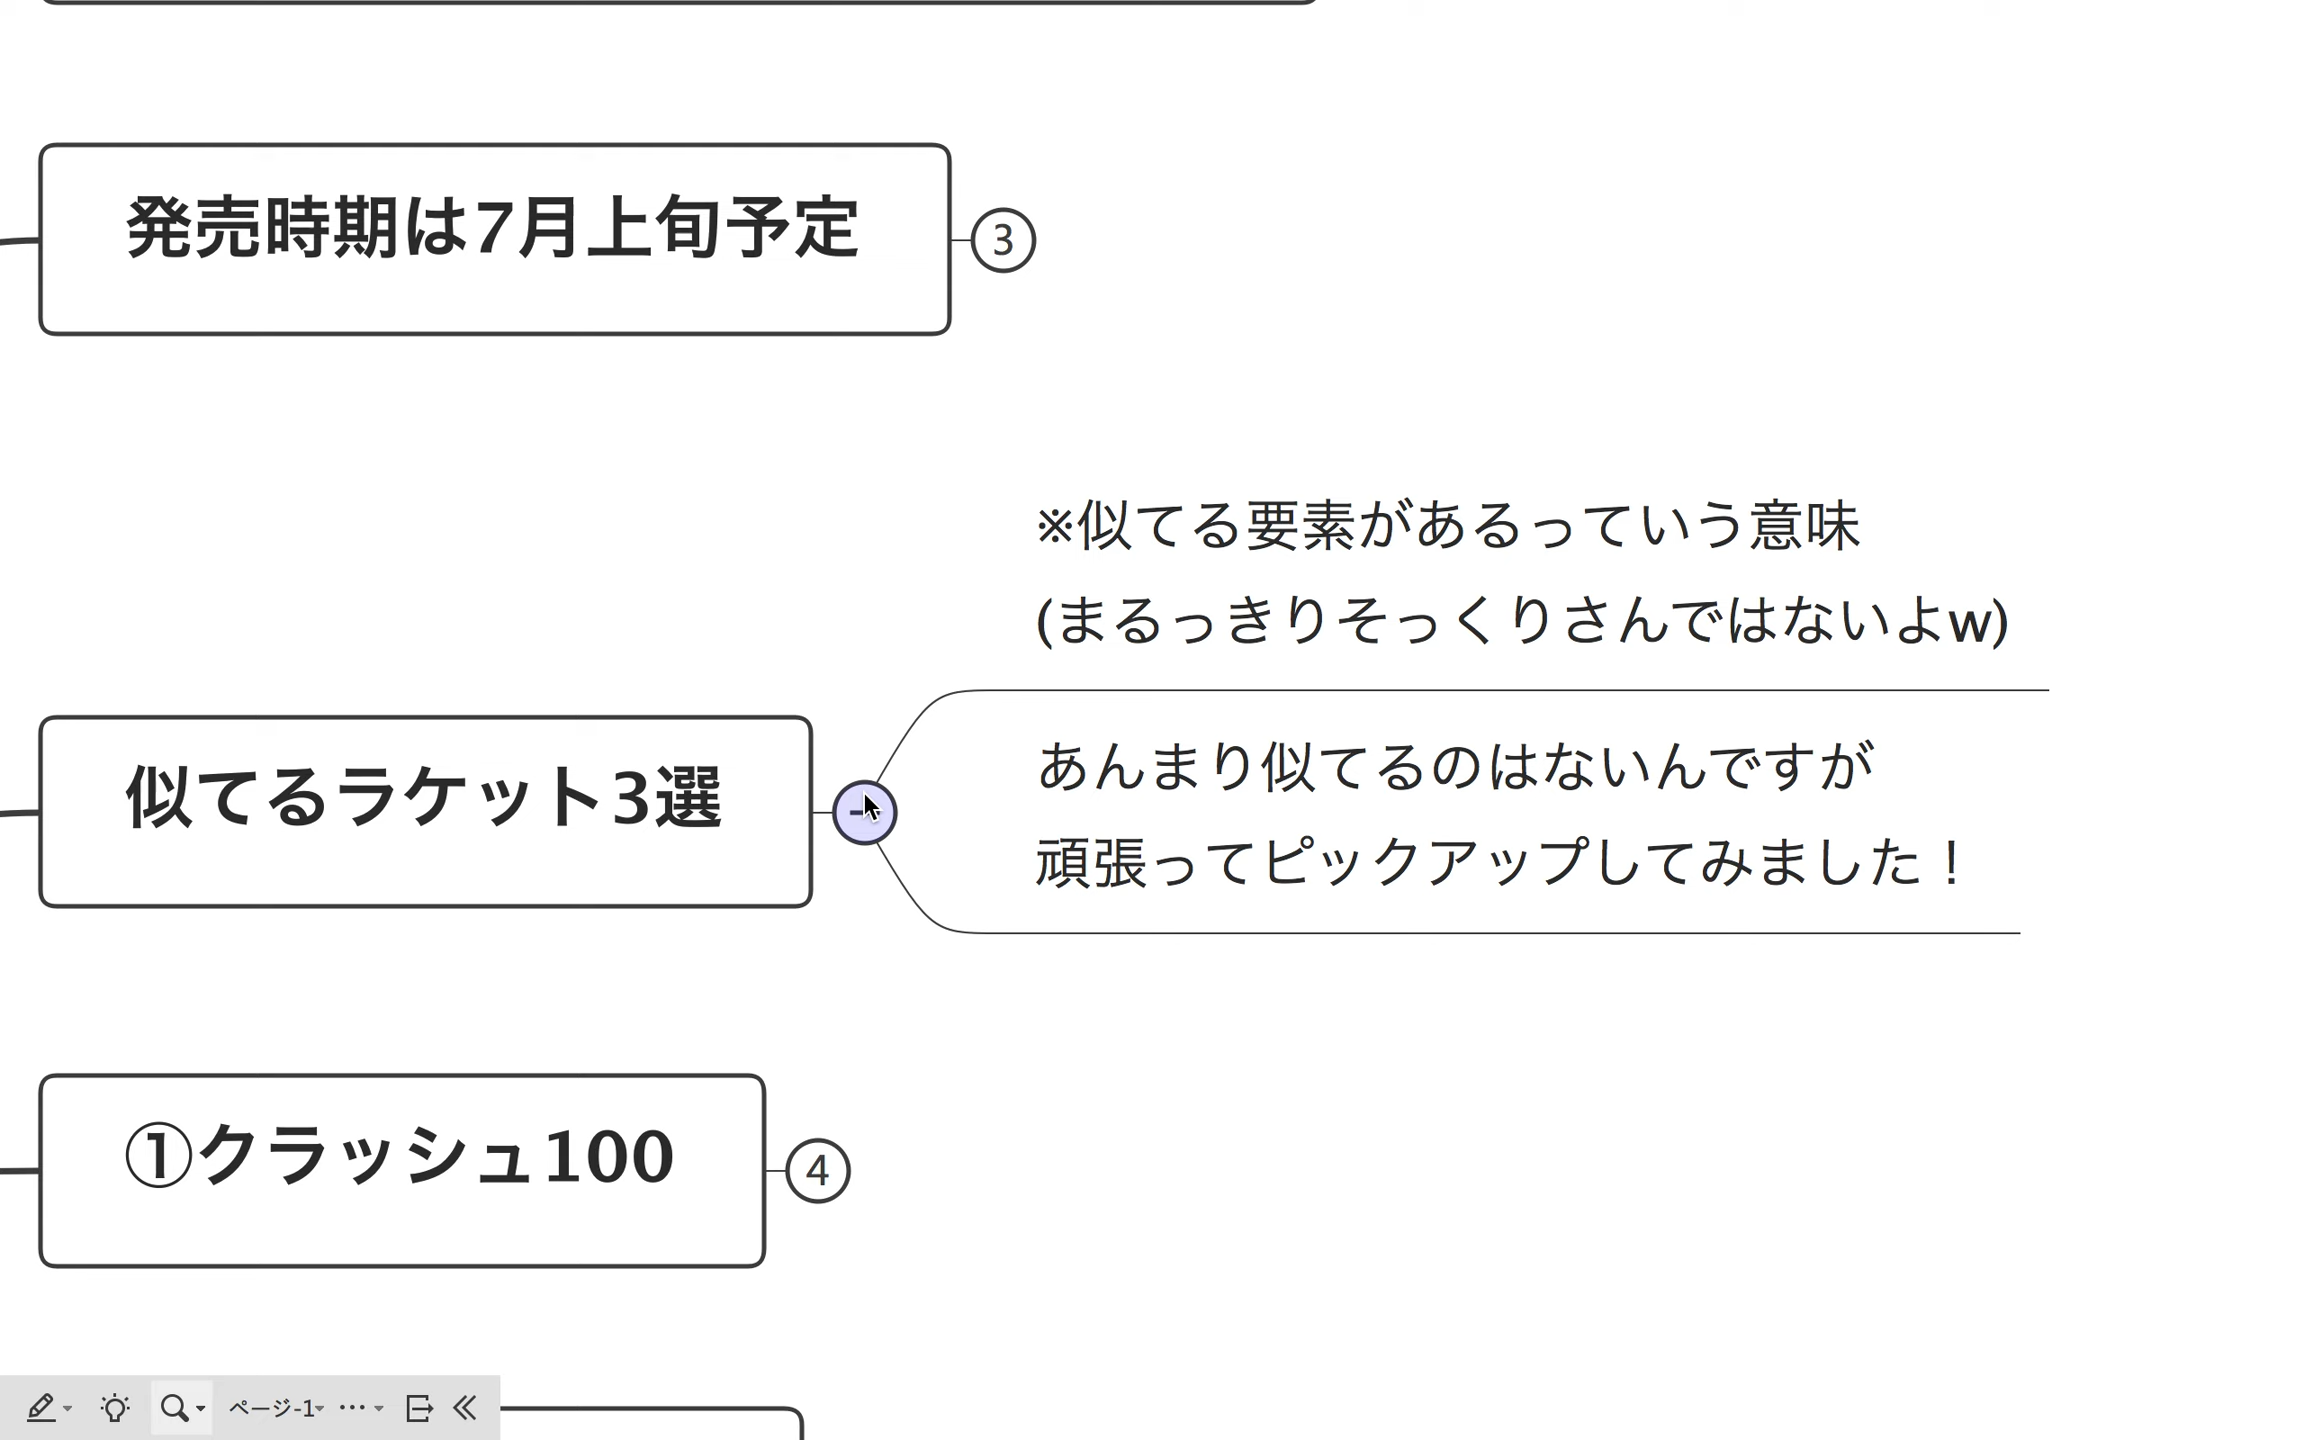 発売時期は7月上旬予定
3
※似てる要素があるっていう意味
(まるっきりそっくりさんではないよw)
似てるラケット3選
あんまり似てるのはないんですが
頑張ってピックアップしてみました！
①クラッシュ100
4
ページ-1